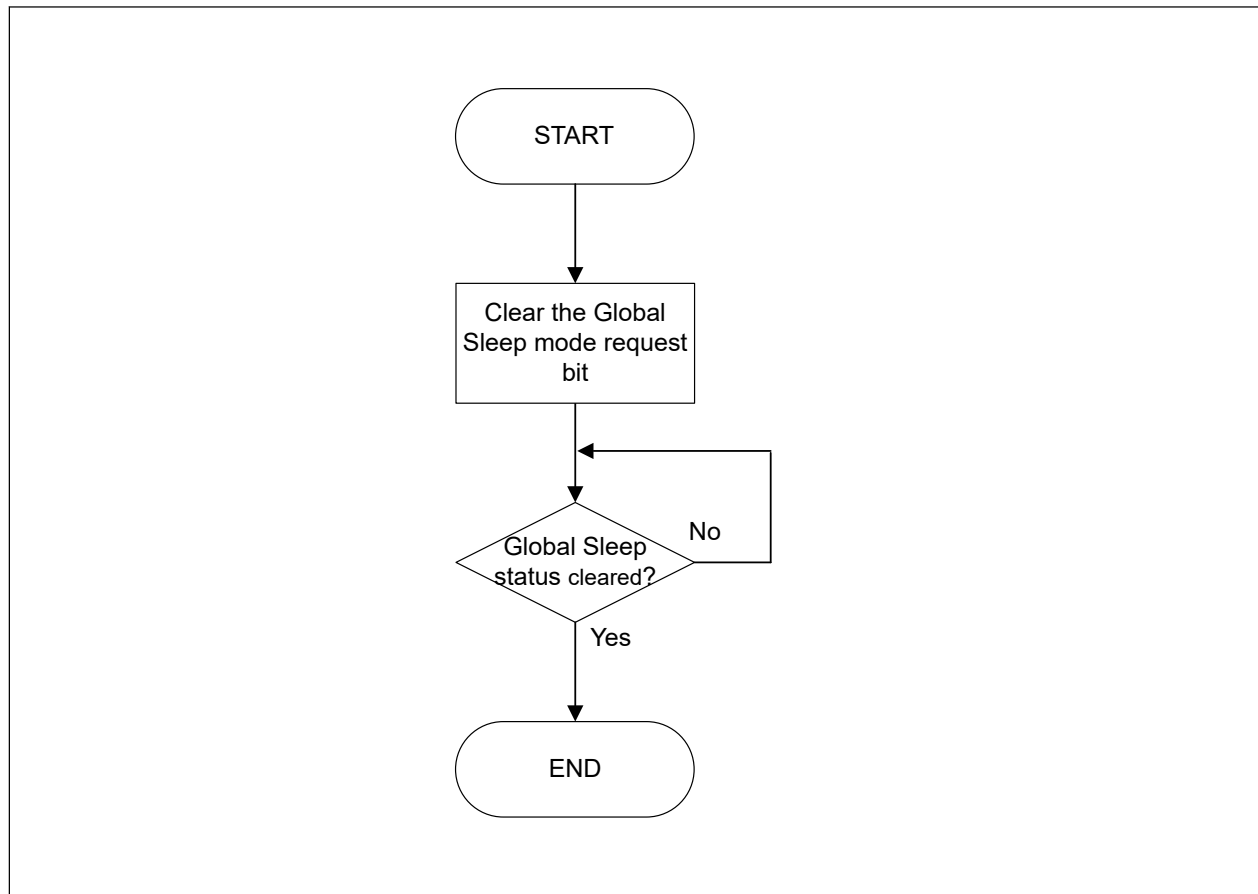 START
Clear the Global
Sleep mode request
bit
No
Global Sleep
status cleared?
Yes
END